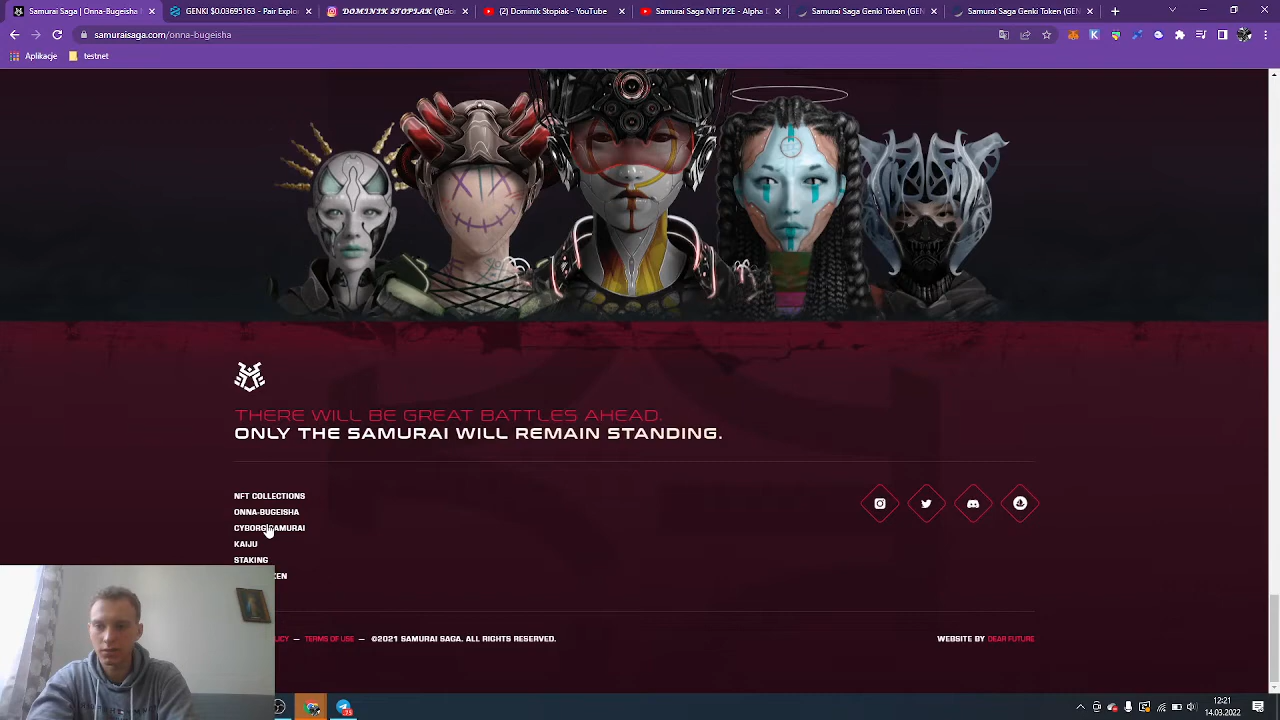 Samurai Saga - Onna-Bugeisha
GENKI $0.03695163 - Pair Explor
DOMINIK STOPIAK (@do
(2) Dominik Stopiak - YouTube
Samurai Saga NFT P2E - Samurai
Samurai Saga Gen Token (GE
Samurai Saga Gen Token (GE
samuraisaga.com/onna-bugeisha
Aplikacje
testnet
THERE WILL BE GREAT BATTLES AHEAD.
ONLY THE SAMURAI WILL REMAIN STANDING.
NFT COLLECTIONS
ONNA-BUGEISHA
CYBORG SAMURAI
KAIJU
STAKING
TERMS OF USE — ©2021 SAMURAI SAGA. ALL RIGHTS RESERVED.
WEBSITE BY DEAR FUTURE
12:21
14.03.2022